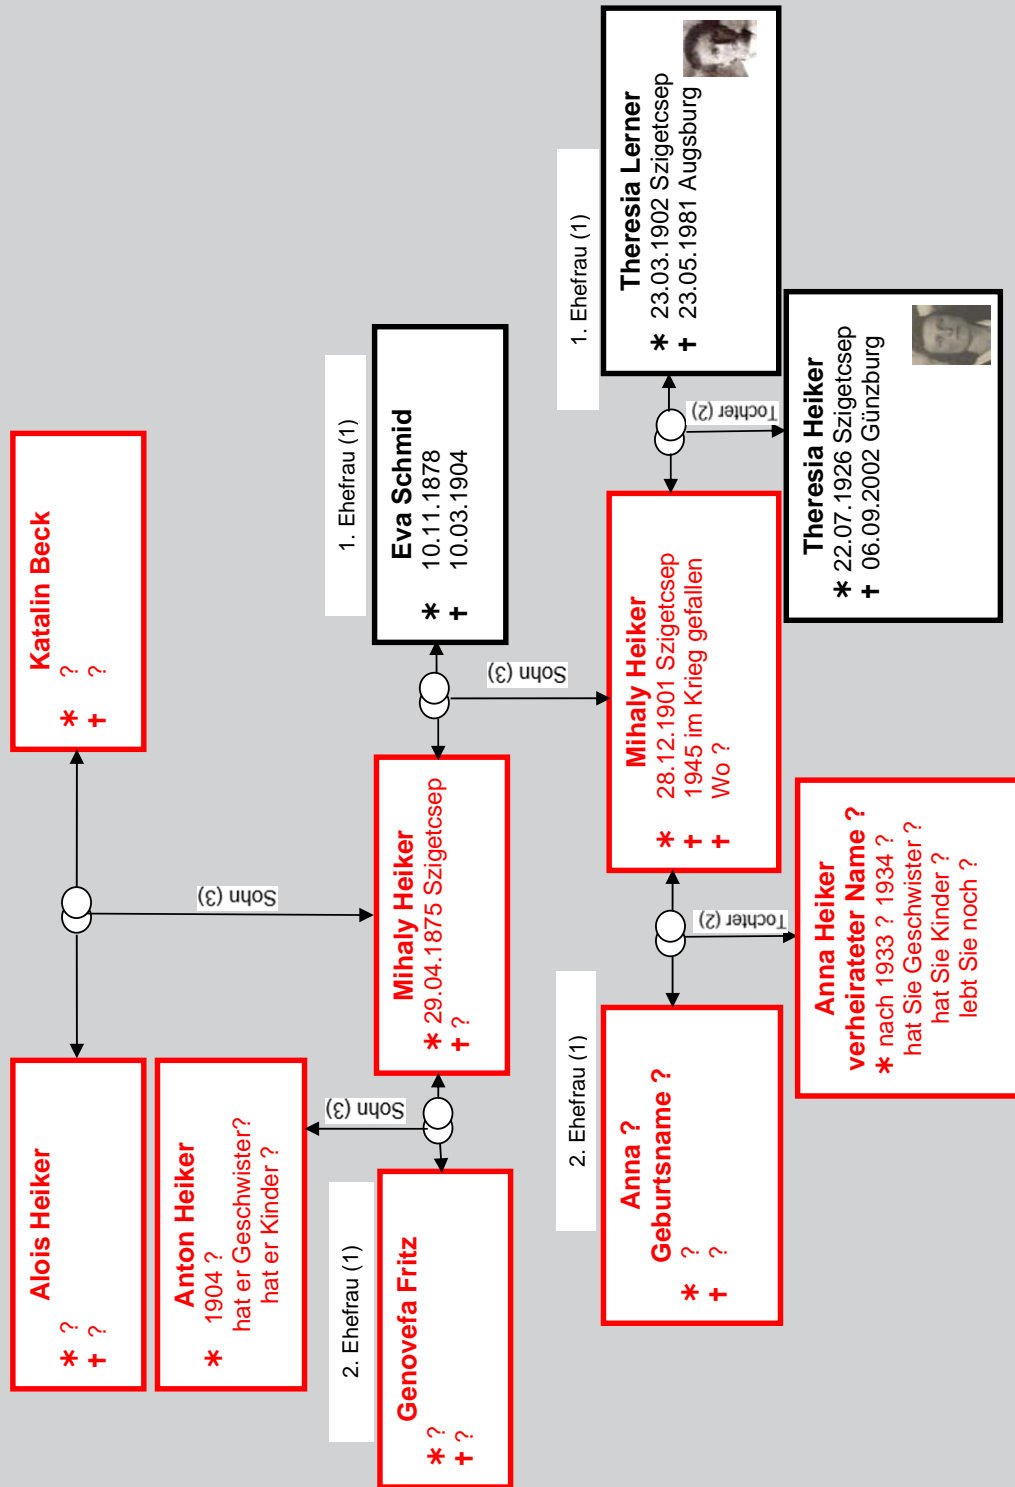 Alois Heiker
* ?
† ?
Katalin Beck
* ?
† ?
Sohn (3)
Anton Heiker
* 1904 ?
hat er Geschwister?
hat er Kinder ?
Sohn (3)
2. Ehefrau (1)
Genovefa Fritz
* ?
† ?
Mihaly Heiker
* 29.04.1875 Szigetcsep
† ?
1. Ehefrau (1)
Eva Schmid
* 10.11.1878
† 10.03.1904
Sohn (3)
2. Ehefrau (1)
Anna ?
Geburtsname ?
* ?
† ?
Mihaly Heiker
* 28.12.1901 Szigetcsep
† 1945 im Krieg gefallen
† Wo ?
1. Ehefrau (1)
Theresia Lerner
* 23.03.1902 Szigetcsep
† 23.05.1981 Augsburg
Tochter (2)
Tochter (2)
Anna Heiker
verheirateter Name ?
* nach 1933 ? 1934 ?
hat Sie Geschwister ?
hat Sie Kinder ?
lebt Sie noch ?
Theresia Heiker
* 22.07.1926 Szigetcsep
† 06.09.2002 Günzburg